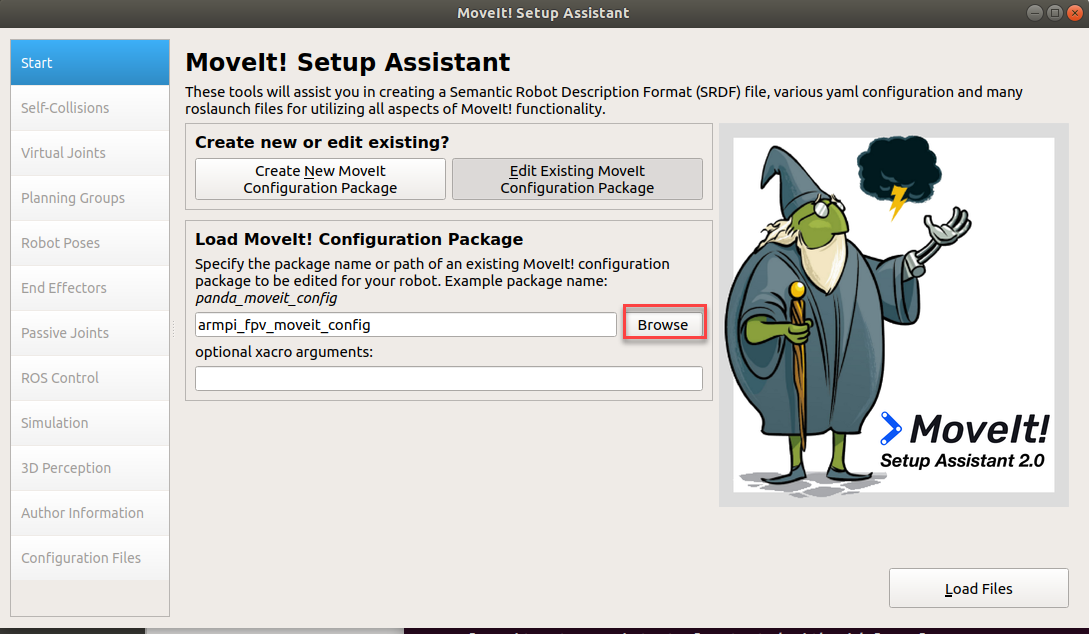 MoveIt! Setup Assistant
Start
Self-Collisions
Virtual Joints
Planning Groups
Robot Poses
End Effectors
Passive Joints
ROS Control
Simulation
3D Perception
Author Information
Configuration Files
MoveIt! Setup Assistant
These tools will assist you in creating a Semantic Robot Description Format (SRDF) file, various yaml configuration and many
roslaunch files for utilizing all aspects of MoveIt! functionality.
Create new or edit existing?
Create New MoveIt
Configuration Package
Edit Existing MoveIt
Configuration Package
Load MoveIt! Configuration Package
Specify the package name or path of an existing MoveIt! configuration
package to be edited for your robot. Example package name:
panda_moveit_config
armpi_fpv_moveit_config
Browse
optional xacro arguments:
MoveIt!
Setup Assistant 2.0
Load Files